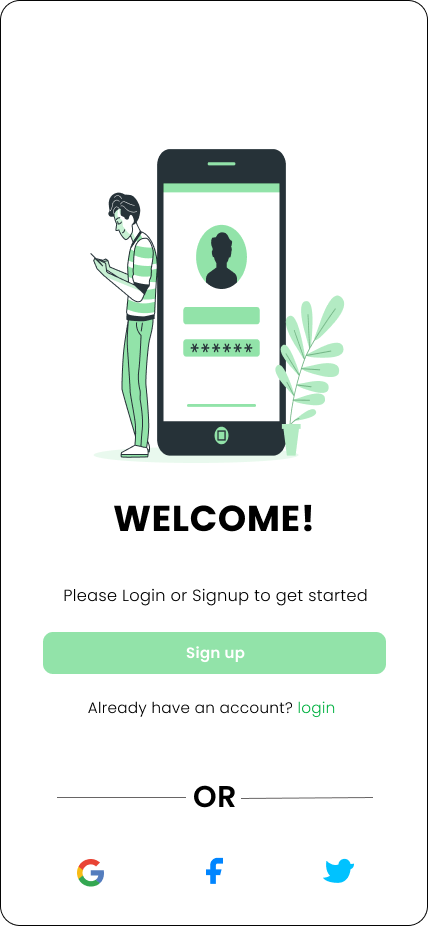 ******
WELCOME!
Please Login or Signup to get started
Sign up
Already have an account? login
OR